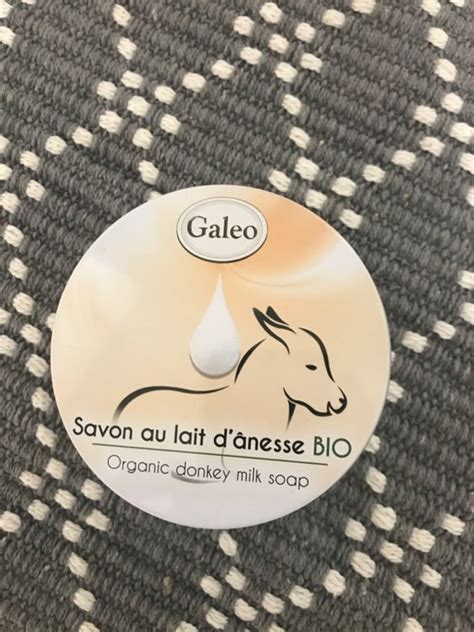 Galeo
Savon au lait d'ânesse BIO
Organic donkey milk soap